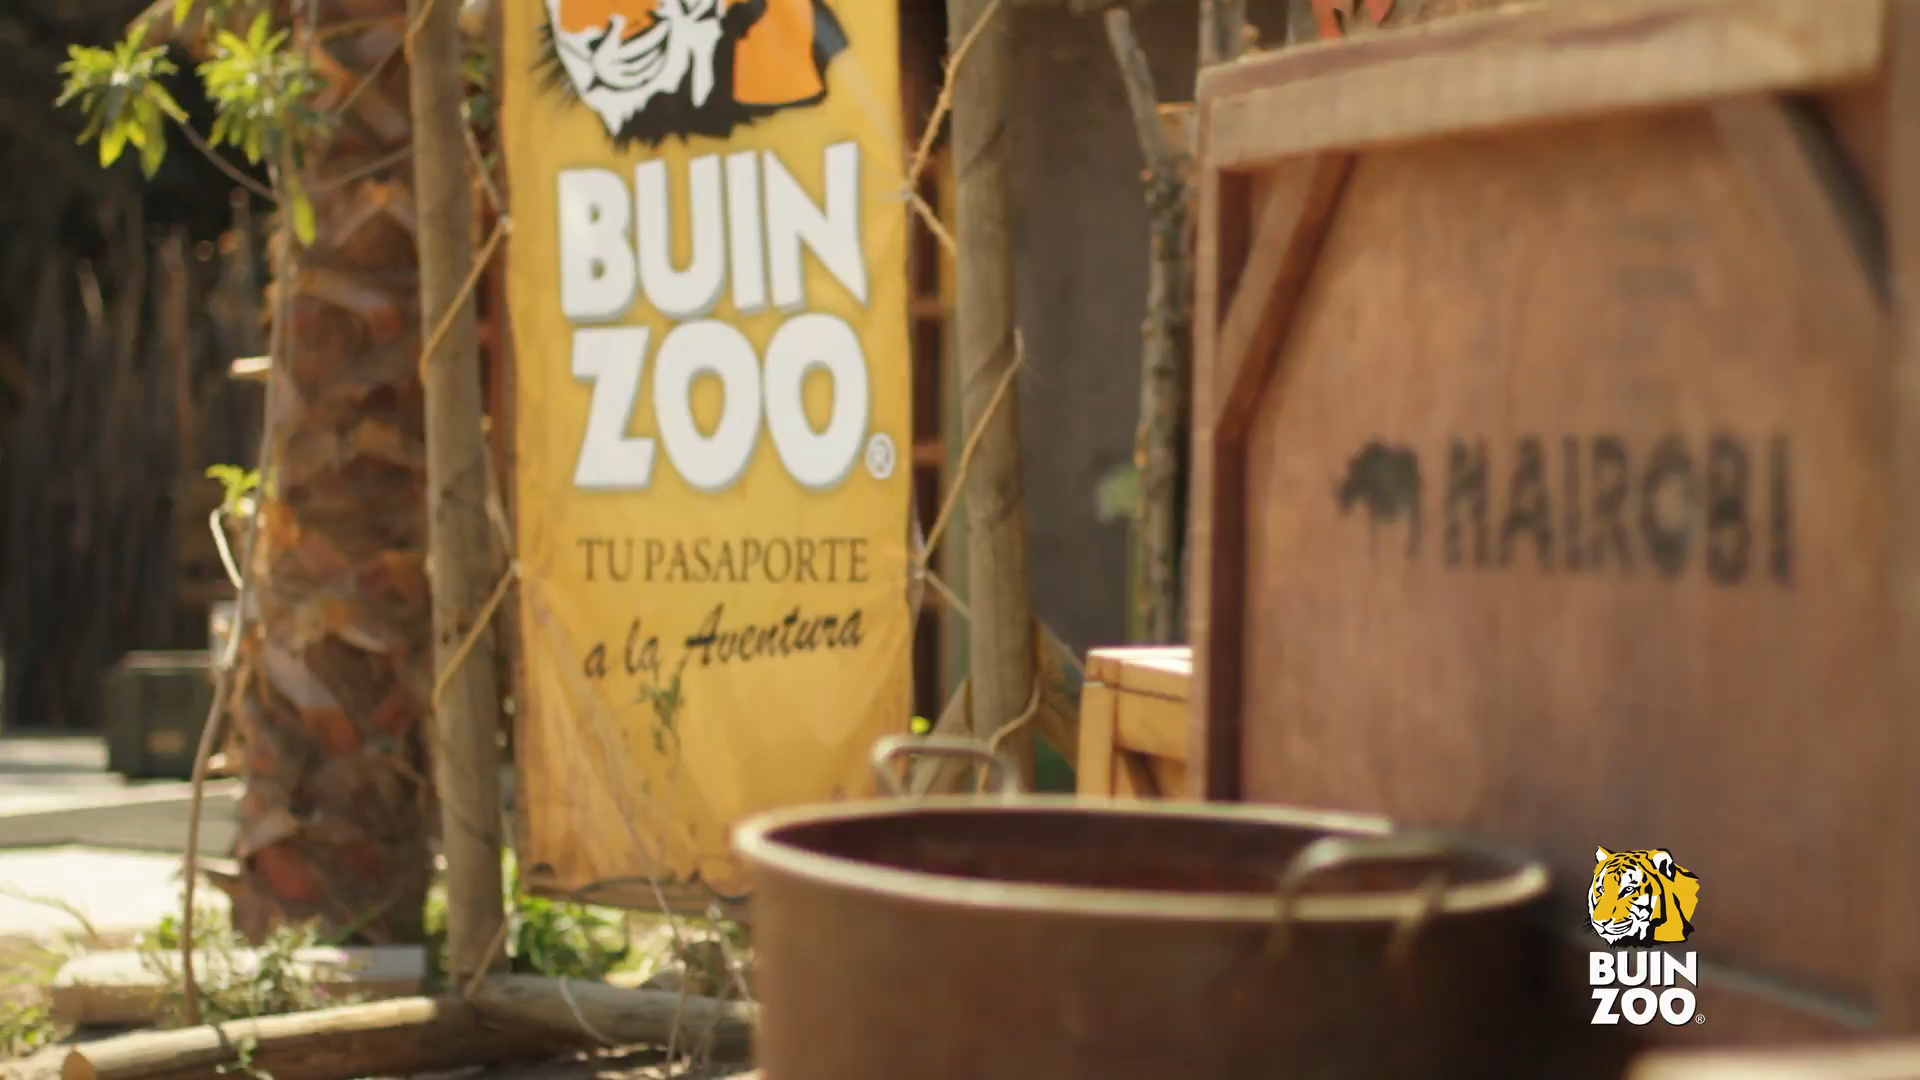 BUIN
ZOO®
TU PASAPORTE
a la Aventura
NAIROBI
BUIN
ZOO®